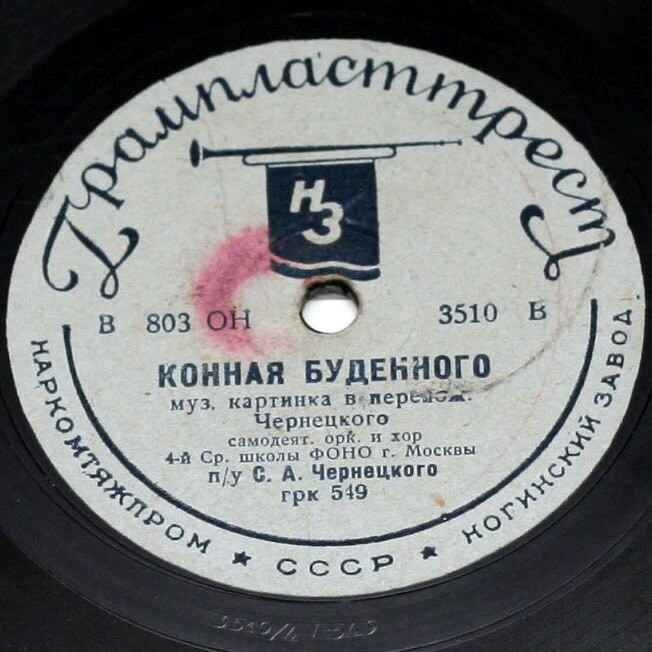 Грампласттрест
НЗ
В 803 ОН 3510 В
КОННАЯ БУДЕННОГО
муз. картинка в перелож.
Чернецкого
самодеят. орк. и хор
4-й Ср. школы ФОНО г. Москвы
п/у С. А. Чернецкого
грк 549
НАРКОМТЯЖПРОМ ★ СССР ★ НОГИНСКИЙ ЗАВОД.